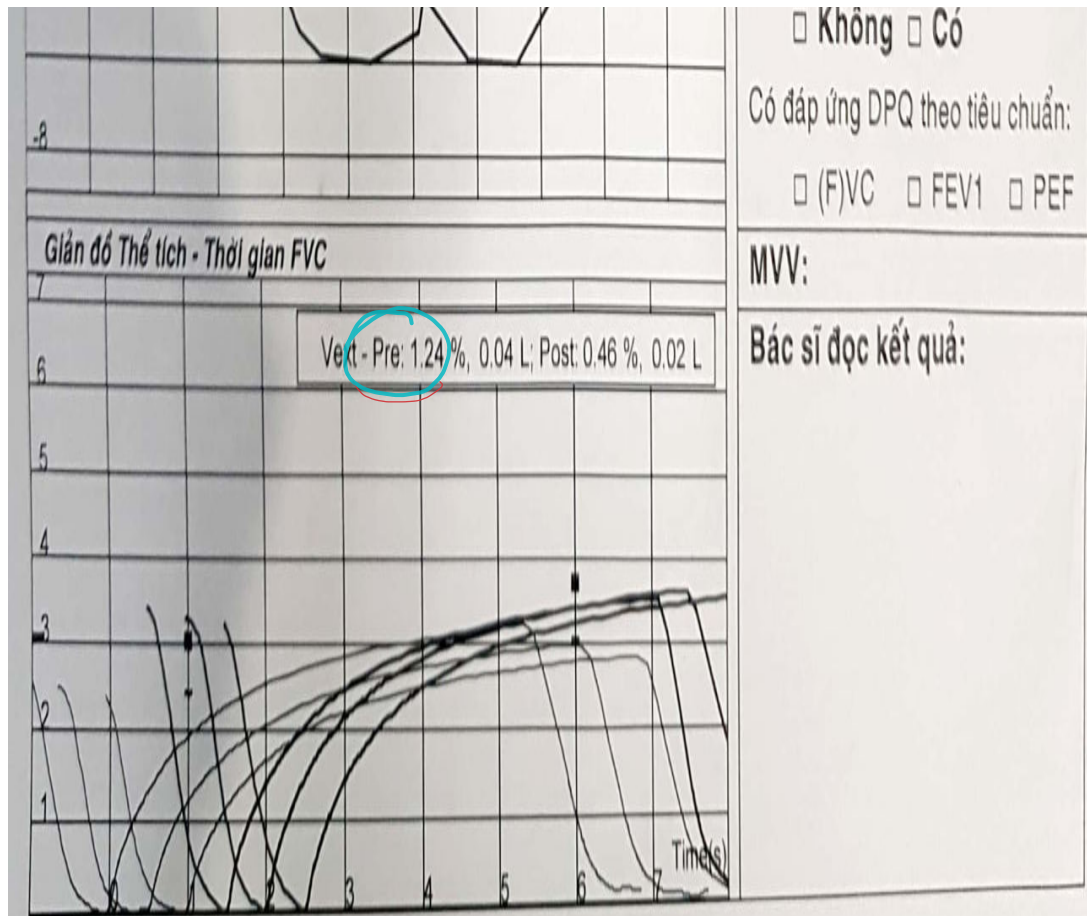 □ Không □ Có
Có đáp ứng DPQ theo tiêu chuẩn:
□ (F)VC □ FEV1 □ PEF
-8
MVV:
Bác sĩ đọc kết quả:
Giản đồ Thể tích - Thời gian FVC
7
Vext - Pre: 1.24 %, 0.04 L; Post: 0.46 %, 0.02 L
6
5
4
3
2
1
Time(s)
2 3 4 5 6 7